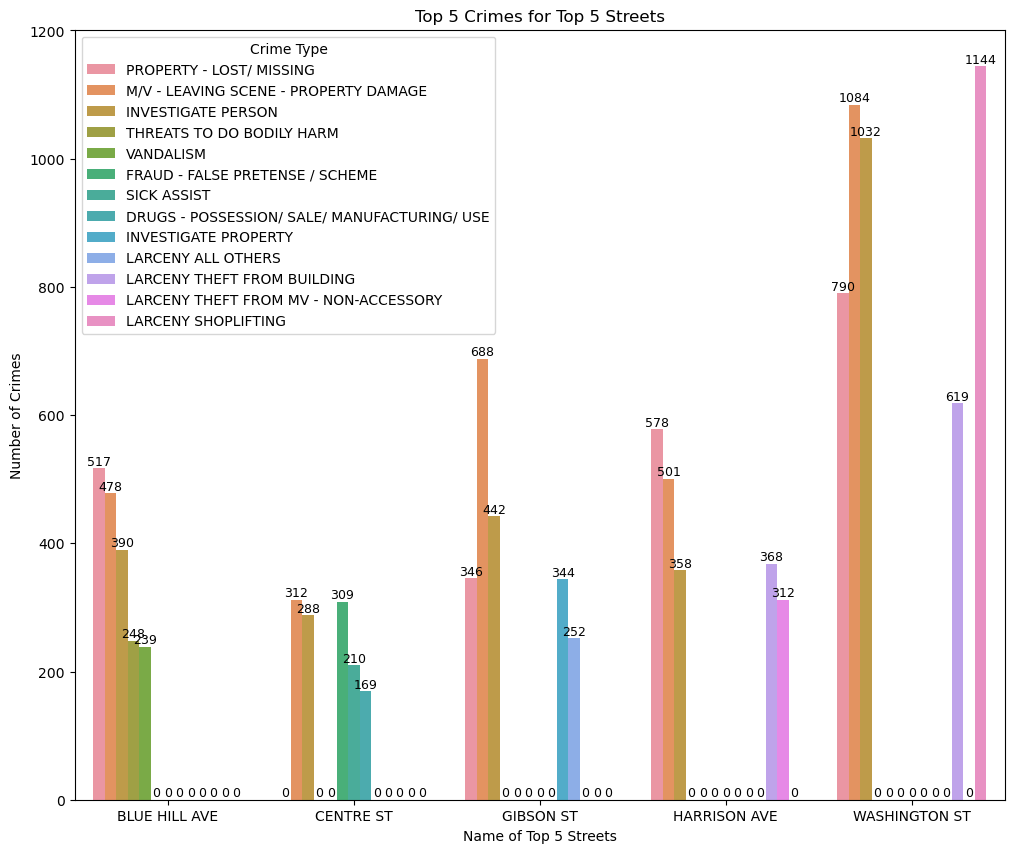 Top 5 Crimes for Top 5 Streets
Number of Crimes
1200
1000
800
600
400
200
0
Crime Type
PROPERTY - LOST/ MISSING
M/V - LEAVING SCENE - PROPERTY DAMAGE
INVESTIGATE PERSON
THREATS TO DO BODILY HARM
VANDALISM
FRAUD - FALSE PRETENSE / SCHEME
SICK ASSIST
DRUGS - POSSESSION/ SALE/ MANUFACTURING/ USE
INVESTIGATE PROPERTY
LARCENY ALL OTHERS
LARCENY THEFT FROM BUILDING
LARCENY THEFT FROM MV - NON-ACCESSORY
LARCENY SHOPLIFTING
517
478
390
248
239
0 0 0 0 0 0 0 0
0
312
288
0 0
309
210
169
0 0 0 0 0
346
688
442
0 0 0 0 0
344
252
0 0 0
578
501
358
0 0 0 0 0 0 0
368
312
0
790
1084
1032
0 0 0 0 0 0 0
619
0
1144
BLUE HILL AVE
CENTRE ST
GIBSON ST
HARRISON AVE
WASHINGTON ST
Name of Top 5 Streets